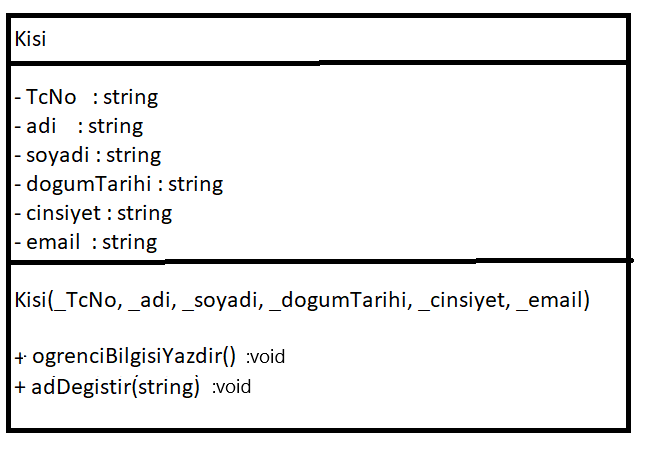 Kisi
- TcNo : string
- adi : string
- soyadi : string
- dogumTarihi : string
- cinsiyet : string
- email : string
Kisi(_TcNo, _adi, _soyadi, _dogumTarihi, _cinsiyet, _email)
+ ogrenciBilgisiYazdir() :void
+ adDegistir(string) :void